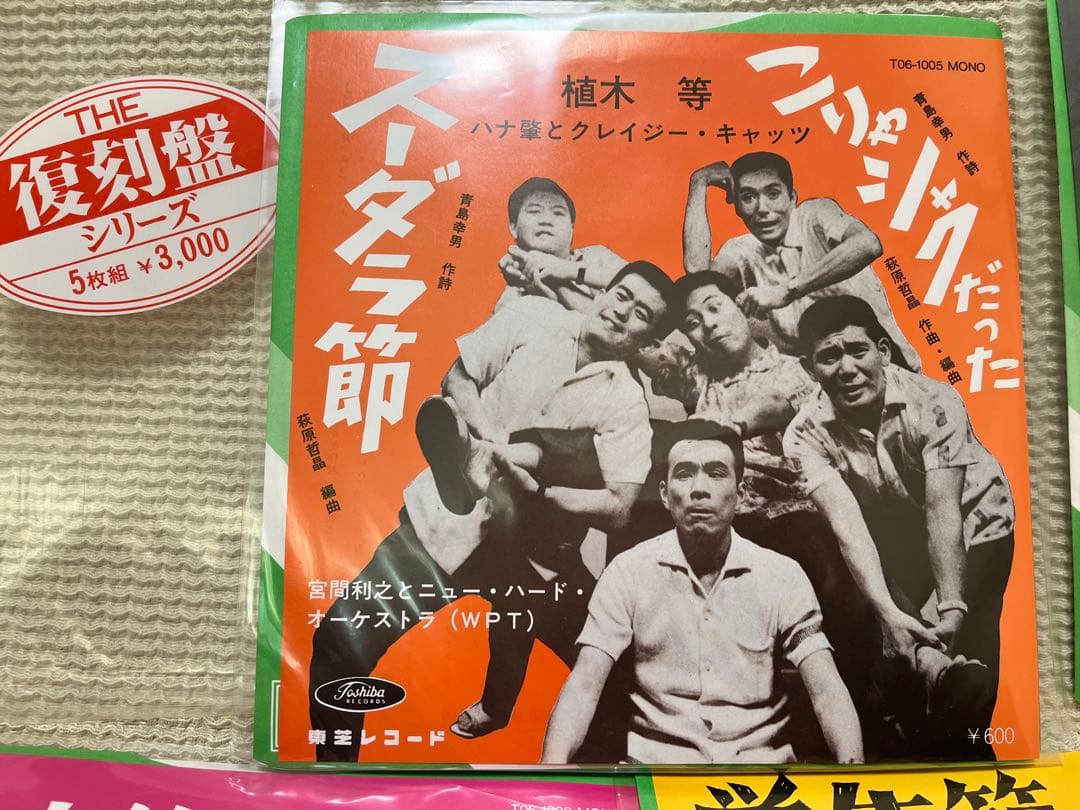 THE
復刻盤
シリーズ
5枚組 ¥3,000
T06-1005 MONO
植木 等
ハナ肇とクレイジー・キャッツ
スーダラ節
青島幸男 作詩
萩原哲晶 編曲
こりゃシャクだった
青島幸男 作詩
萩原哲晶 作曲・編曲
宮間利之とニュー・ハード・
オーケストラ（WPT）
Toshiba
RECORDS
東芝レコード
¥600